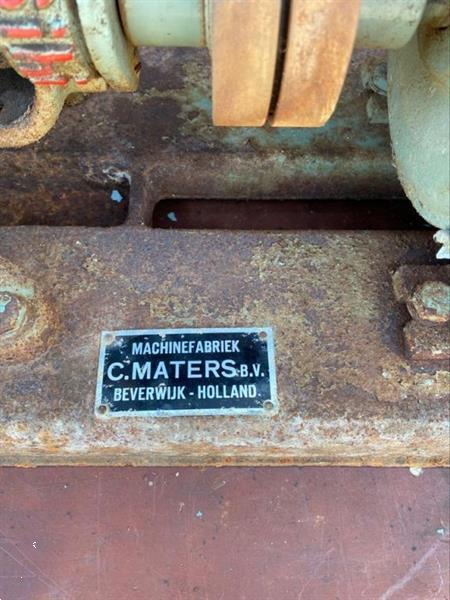 MACHINEFABRIEK
C.MATERS B.V.
BEVERWIJK - HOLLAND.